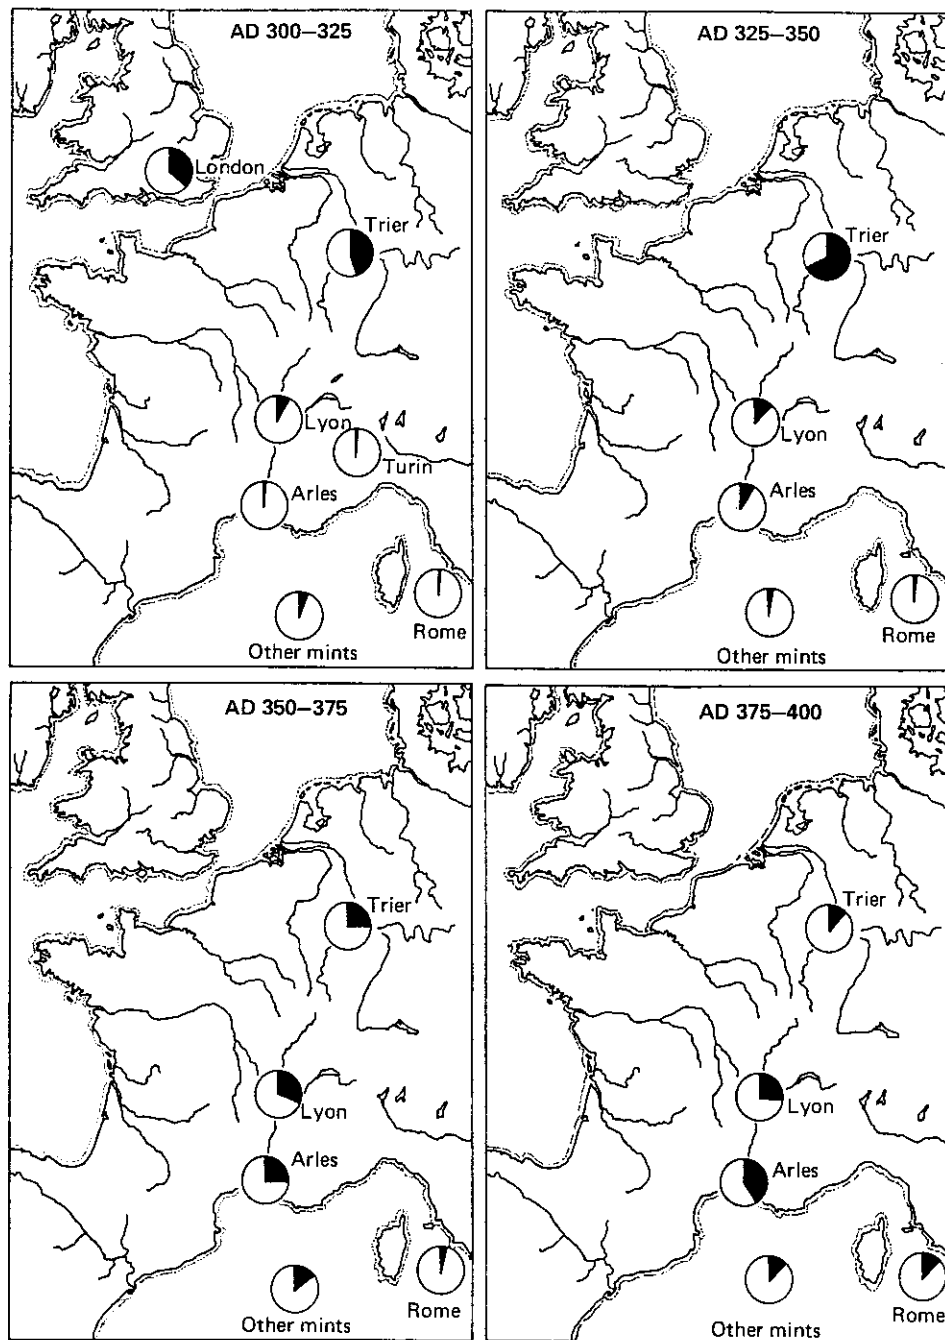 AD 300–325
London
Trier
Lyon
Turin
Arles
Rome
Other mints
AD 325–350
Trier
Lyon
Arles
Rome
Other mints
AD 350–375
Trier
Lyon
Arles
Rome
Other mints
AD 375–400
Trier
Lyon
Arles
Rome
Other mints